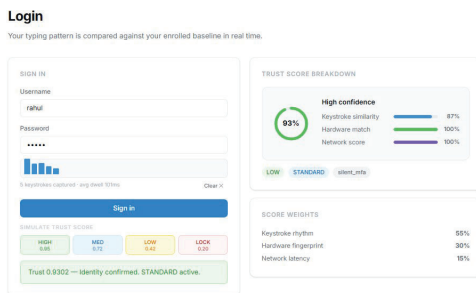 Login
Your typing pattern is compared against your enrolled baseline in real time.
SIGN IN
Username
rahul
Password
•••••
5 keystrokes captured · avg dwell 101ms
Clear ×
Sign in
SIMULATE TRUST SCORE
HIGH
0.95
MED
0.72
LOW
0.42
LOCK
0.20
Trust 0.9302 — Identity confirmed. STANDARD active.
TRUST SCORE BREAKDOWN
93%
High confidence
Keystroke similarity 87%
Hardware match 100%
Network score 100%
LOW STANDARD silent_mfa
SCORE WEIGHTS
Keystroke rhythm 55%
Hardware fingerprint 30%
Network latency 15%